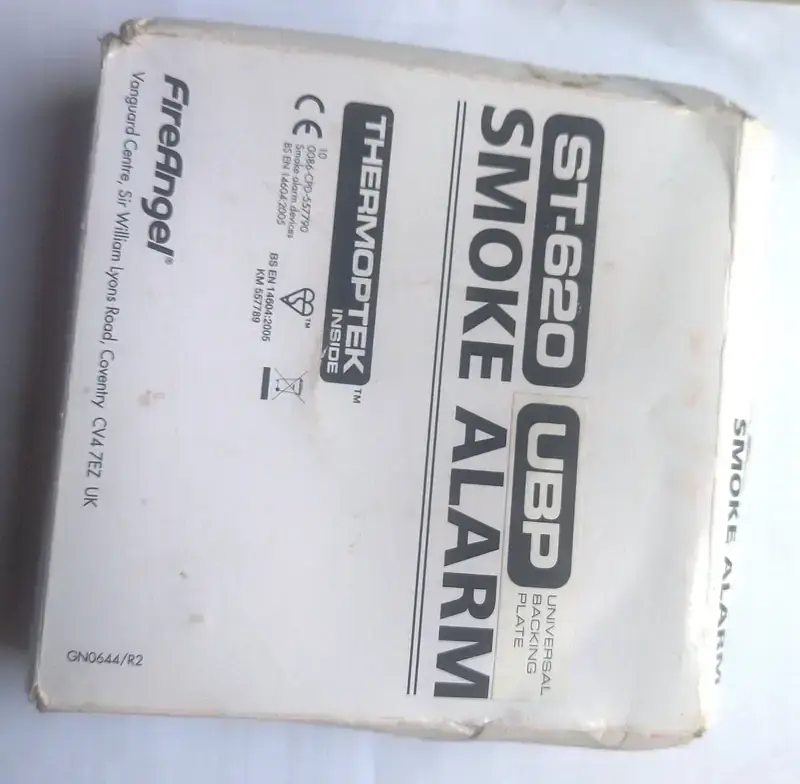 ST-620 UBP
UNIVERSAL
BACKING
PLATE
SMOKE ALARM
THERMOPTEK™
INSIDE
CE
10
0086-CPD-557790
Smoke alarm devices
BS EN 14604:2005
™
BS EN 14604:2005
KM 557789
FireAngel®
Vanguard Centre, Sir William Lyons Road, Coventry CV4 7EZ UK
GN0644/R2
SMOKE ALARM